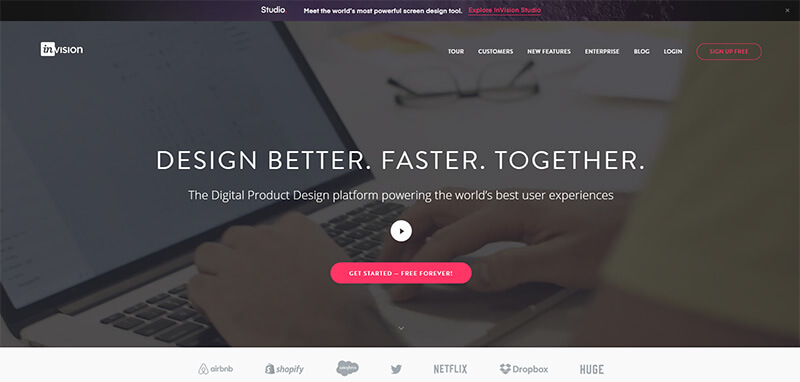 Studio. Meet the world's most powerful screen design tool. Explore InVision Studio ×
in VISION TOUR CUSTOMERS NEW FEATURES ENTERPRISE BLOG LOGIN SIGN UP FREE
DESIGN BETTER. FASTER. TOGETHER.
The Digital Product Design platform powering the world's best user experiences
GET STARTED — FREE FOREVER!
airbnb shopify salesforce NETFLIX Dropbox HUGE